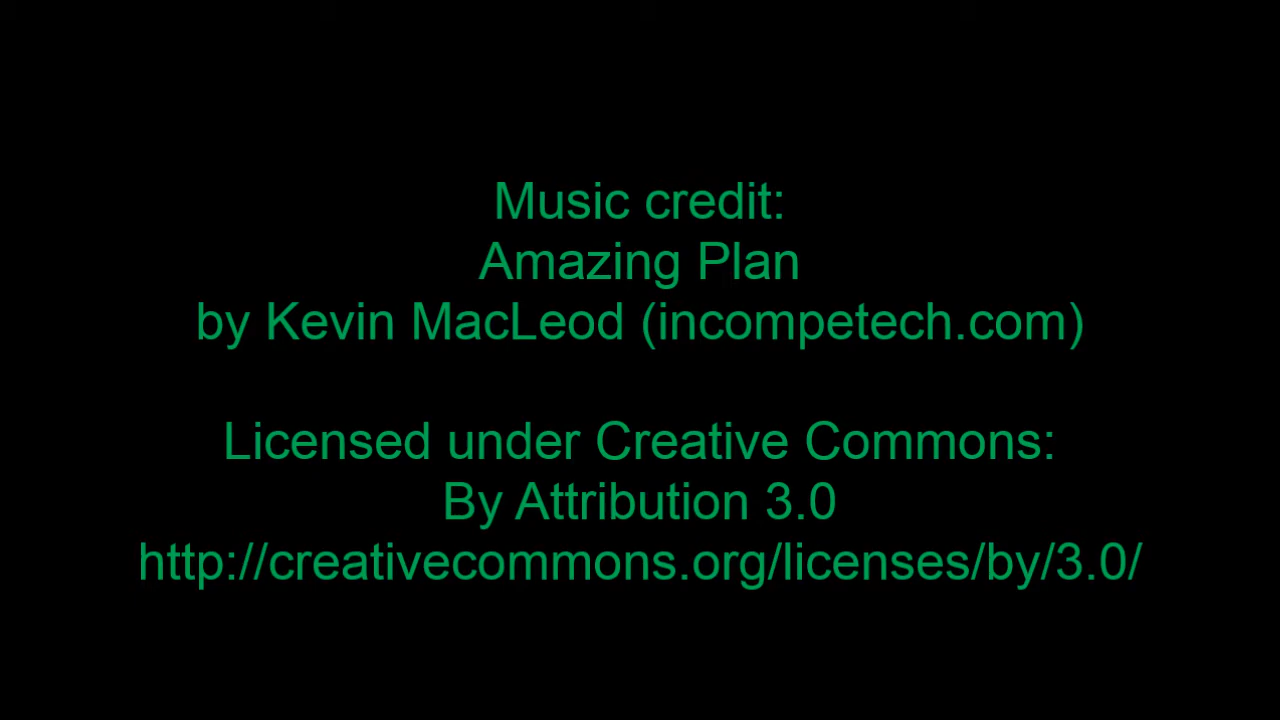 Music credit:
Amazing Plan
by Kevin MacLeod (incompetech.com)
Licensed under Creative Commons:
By Attribution 3.0
http://creativecommons.org/licenses/by/3.0/